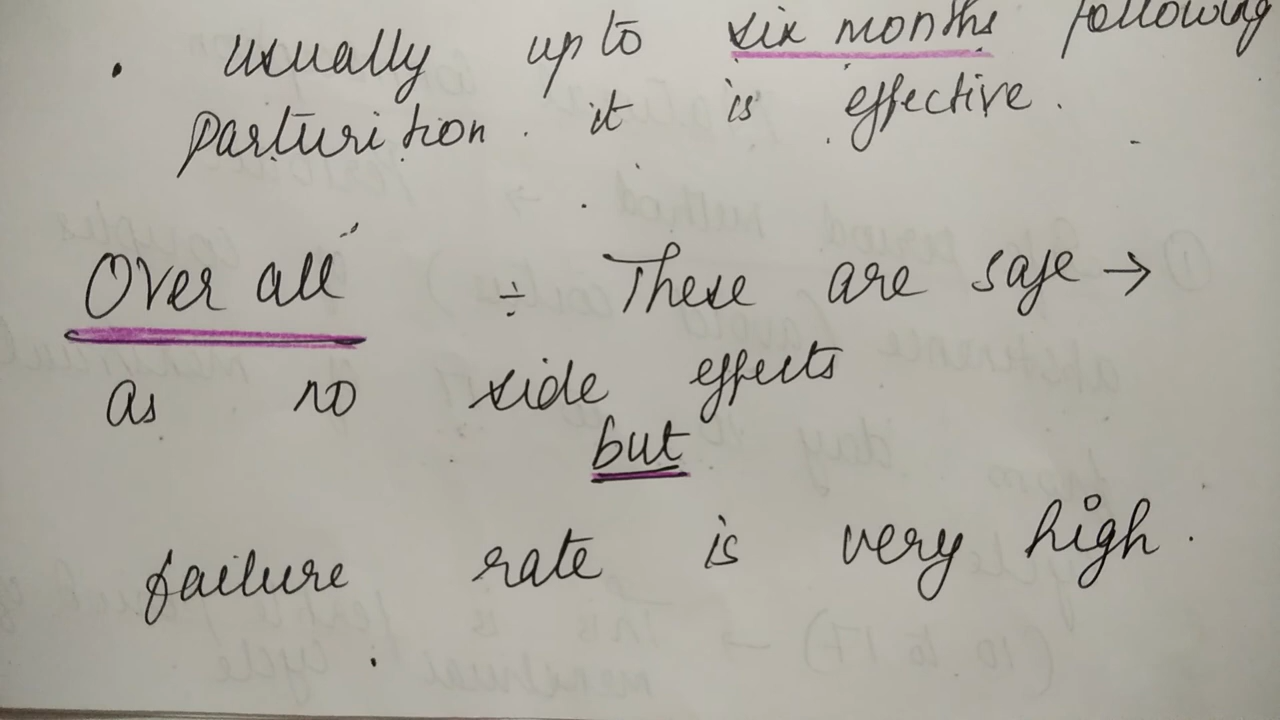 . usually upto six months following
parturition. it is effective.
Over all ÷ These are safe →
as no side effects
but
failure rate is very high.